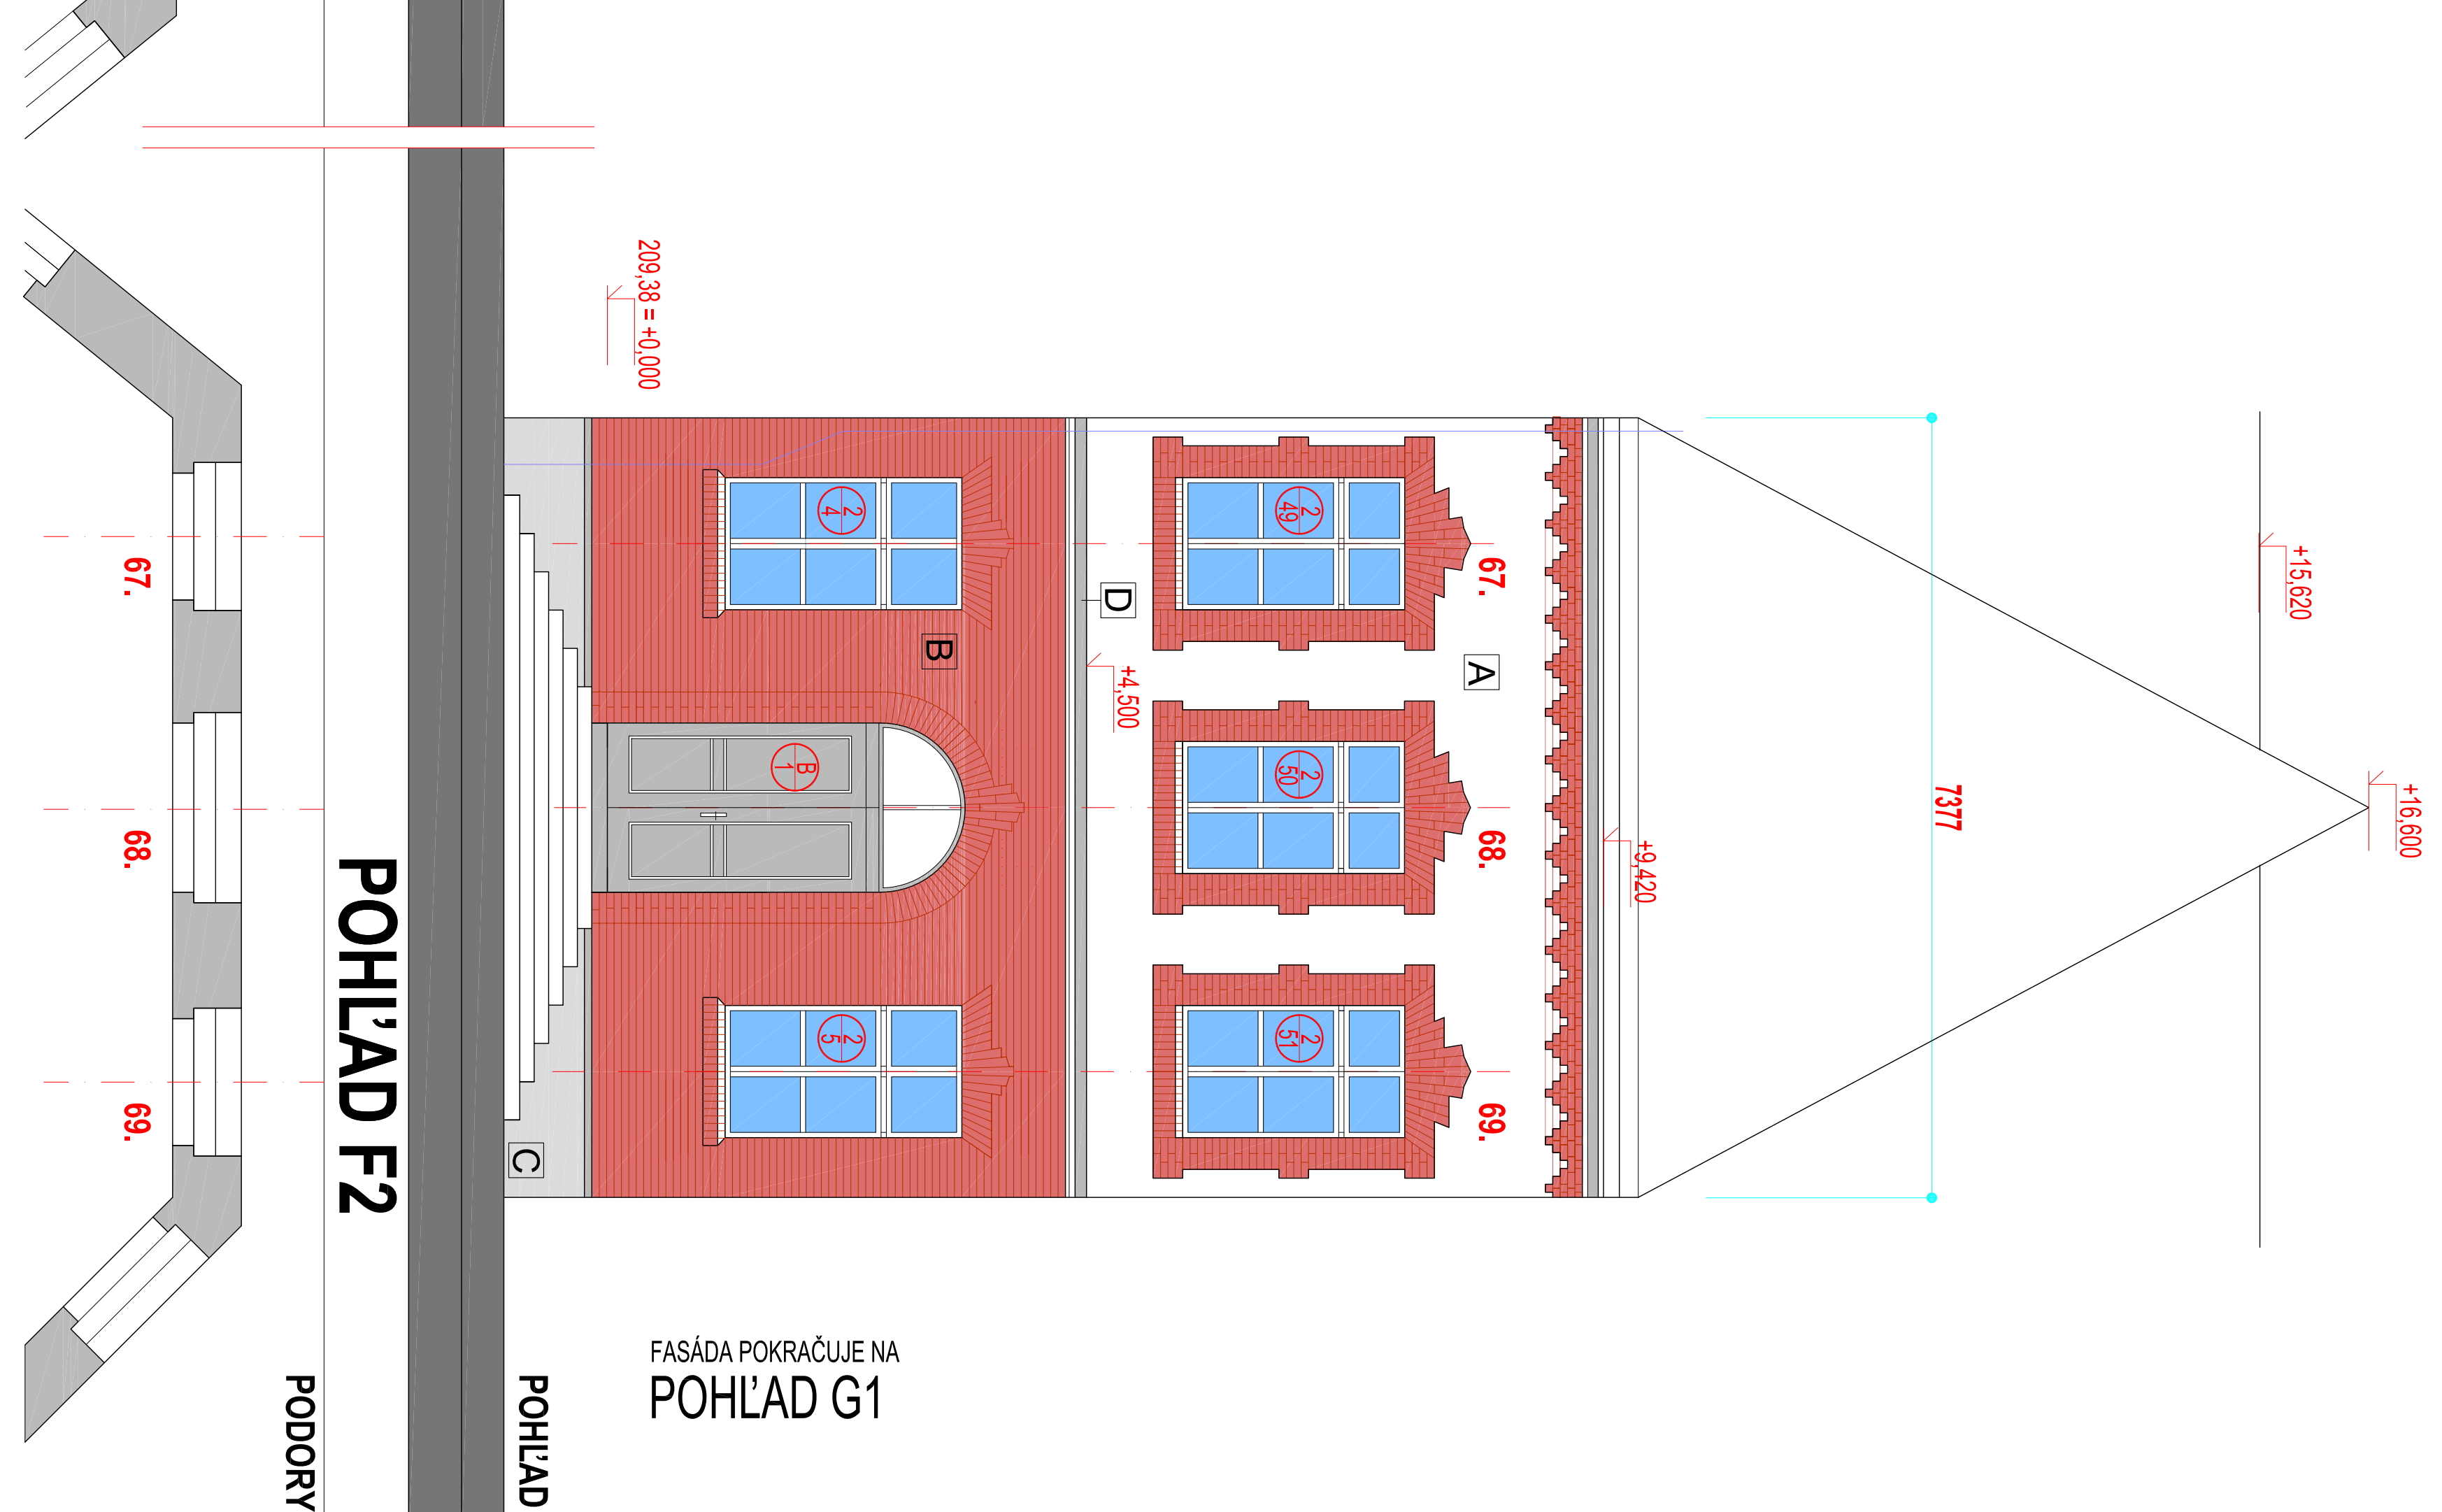 +16,600
+15,620
7377
+9,420
67.
68.
69.
A
2
49
2
50
2
51
D
+4,500
B
2
4
B
1
2
5
209,38 = +0,000
C
POHĽAD
POHĽAD F2
PODORY
67.
68.
69.
FASÁDA POKRAČUJE NA
POHĽAD G1